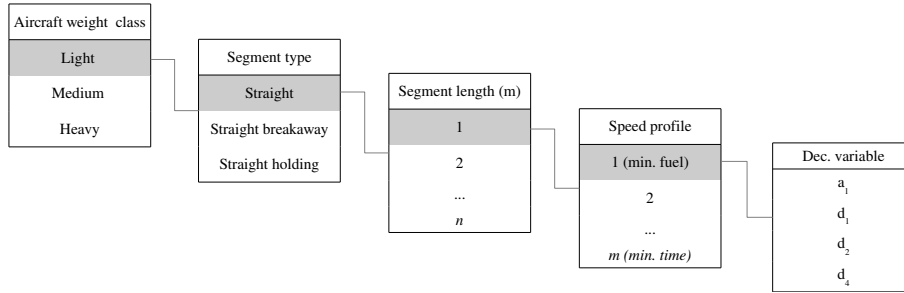 Aircraft weight class
Light
Medium
Heavy
Segment type
Straight
Straight breakaway
Straight holding
Segment length (m)
1
2
...
n
Speed profile
1 (min. fuel)
2
...
m (min. time)
Dec. variable
a₁
d₁
d₂
d₄